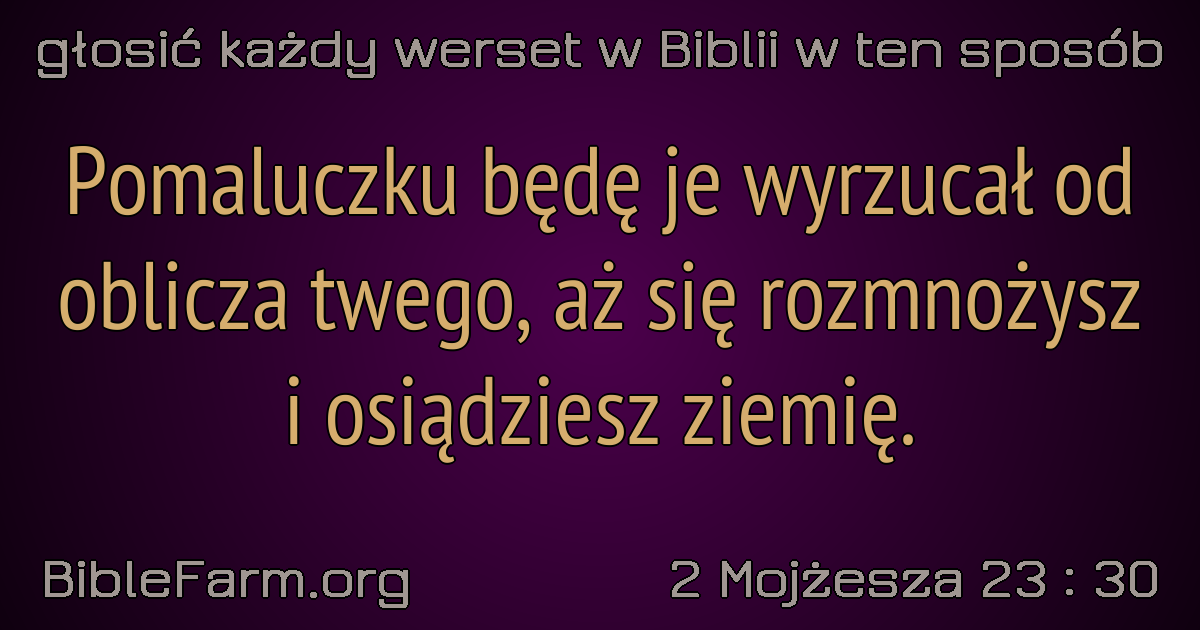 głosić każdy werset w Biblii w ten sposób
Pomaluczku będę je wyrzucał od
oblicza twego, aż się rozmnożysz
i osiądziesz ziemię.
BibleFarm.org
2 Mojżesza 23 : 30